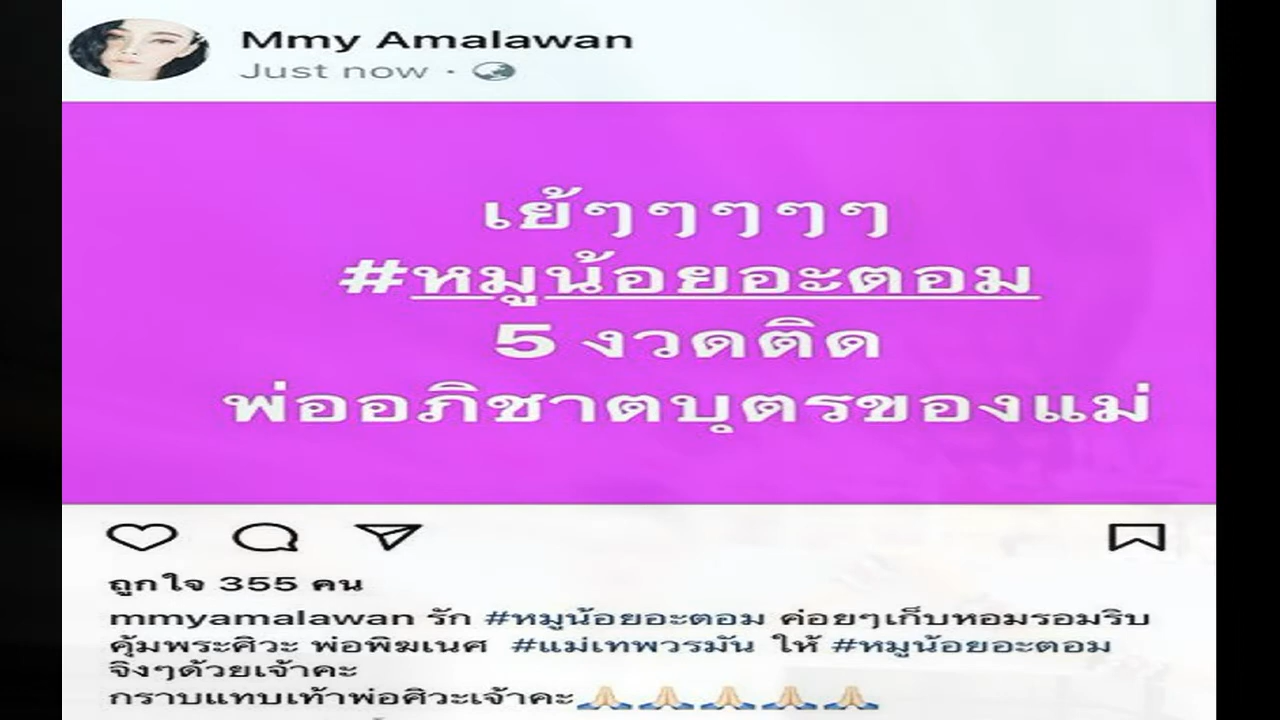 Mmy Amalawan
Just now ·
เย้ๆๆๆๆๆ
#หมูน้อยอะตอม
5 งวดติด
พ่ออภิชาตบุตรของแม่
ถูกใจ 355 คน
mmyamalawan รัก #หมูน้อยอะตอม ค่อยๆเก็บหอมรอมริบ
คุ้มพระศิวะ พ่อพิฆเนศ #แม่เทพวรมัน ให้ #หมูน้อยอะตอม
จิงๆด้วยเจ้าคะ
กราบแทบเท้าพ่อศิวะเจ้าคะ🙏🏻🙏🏻🙏🏻🙏🏻🙏🏻